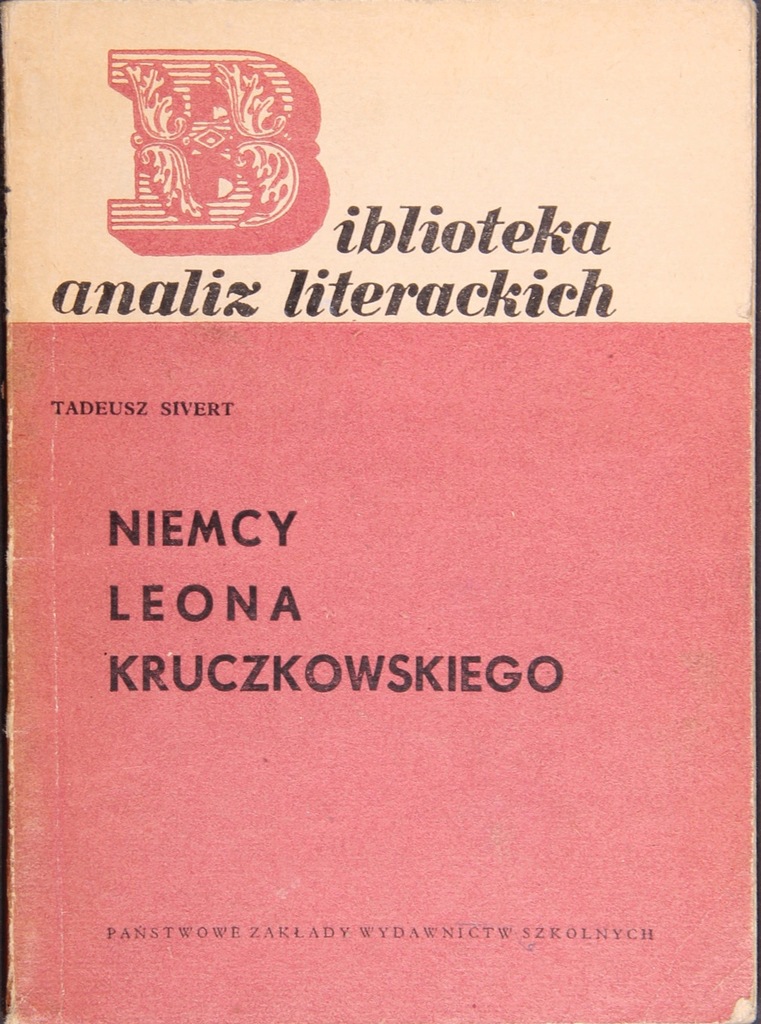 Biblioteka
analiz literackich
TADEUSZ SIVERT
NIEMCY
LEONA
KRUCZKOWSKIEGO
PAŃSTWOWE ZAKŁADY WYDAWNICTW SZKOLNYCH